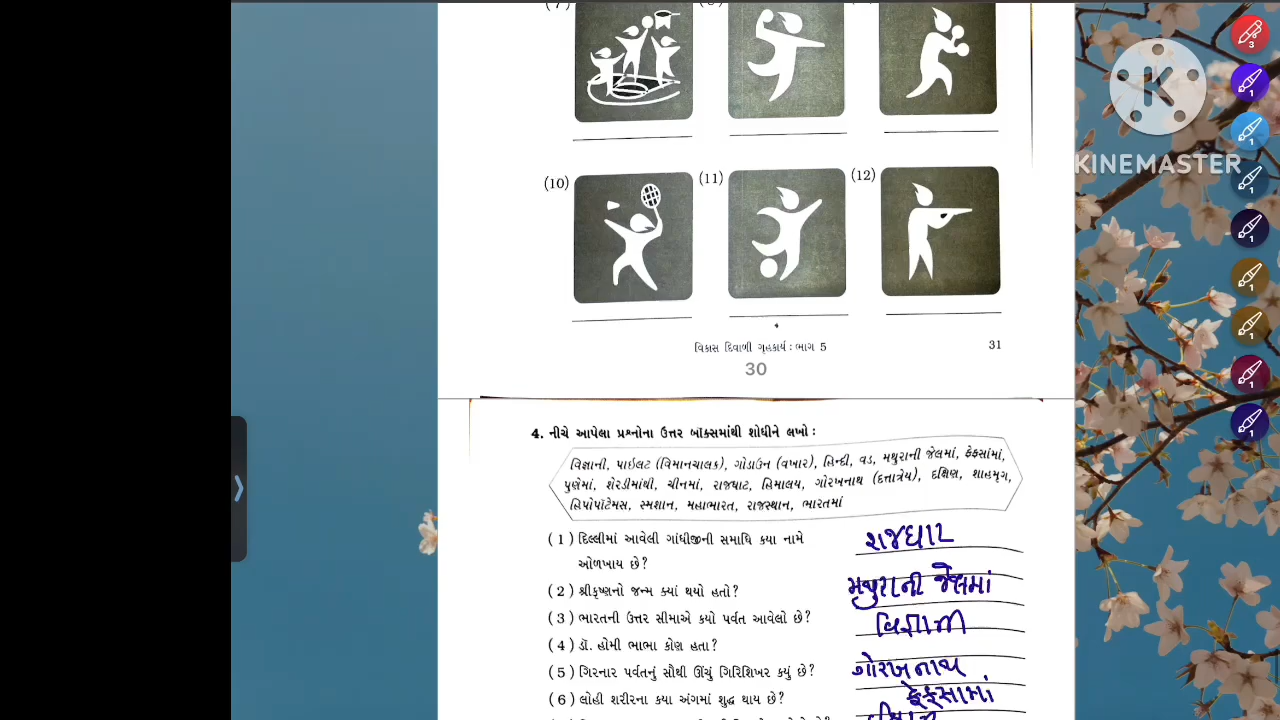 (7)
(10)
(11)
(12)
KINEMASTER
વિકાસ દિવાળી ગૃહકાર્ય : ભાગ 5
31
30
4. નીચે આપેલા પ્રશ્નોના ઉત્તર બૉક્સમાંથી શોધીને લખો :
વિજ્ઞાની, પાઇલટ (વિમાનચાલક), ગોડાઉન (વખાર), હિન્દી, વડ, મથુરાની જેલમાં, ફેફસાંમાં,
પુણેમાં, શેરડીમાંથી, ચીનમાં, રાજઘાટ, હિમાલય, ગોરખનાથ (દત્તાત્રેય), દક્ષિણ, શાહમૃગ,
હિપોપૉટેમસ, સ્મશાન, મહાભારત, રાજસ્થાન, ભારતમાં
(1) દિલ્લીમાં આવેલી ગાંધીજીની સમાધિ કયા નામે રાજઘાટ
ઓળખાય છે?
(2) શ્રીકૃષ્ણનો જન્મ ક્યાં થયો હતો? મથુરાની જેલમાં
(3) ભારતની ઉત્તર સીમાએ કયો પર્વત આવેલો છે? વિજ્ઞાની
(4) ડૉ. હોમી ભાભા કોણ હતા?
(5) ગિરનાર પર્વતનું સૌથી ઊંચું ગિરિશિખર કયું છે? ગોરખનાથ
(6) લોહી શરીરના કયા અંગમાં શુદ્ધ થાય છે? ફેફસામાં